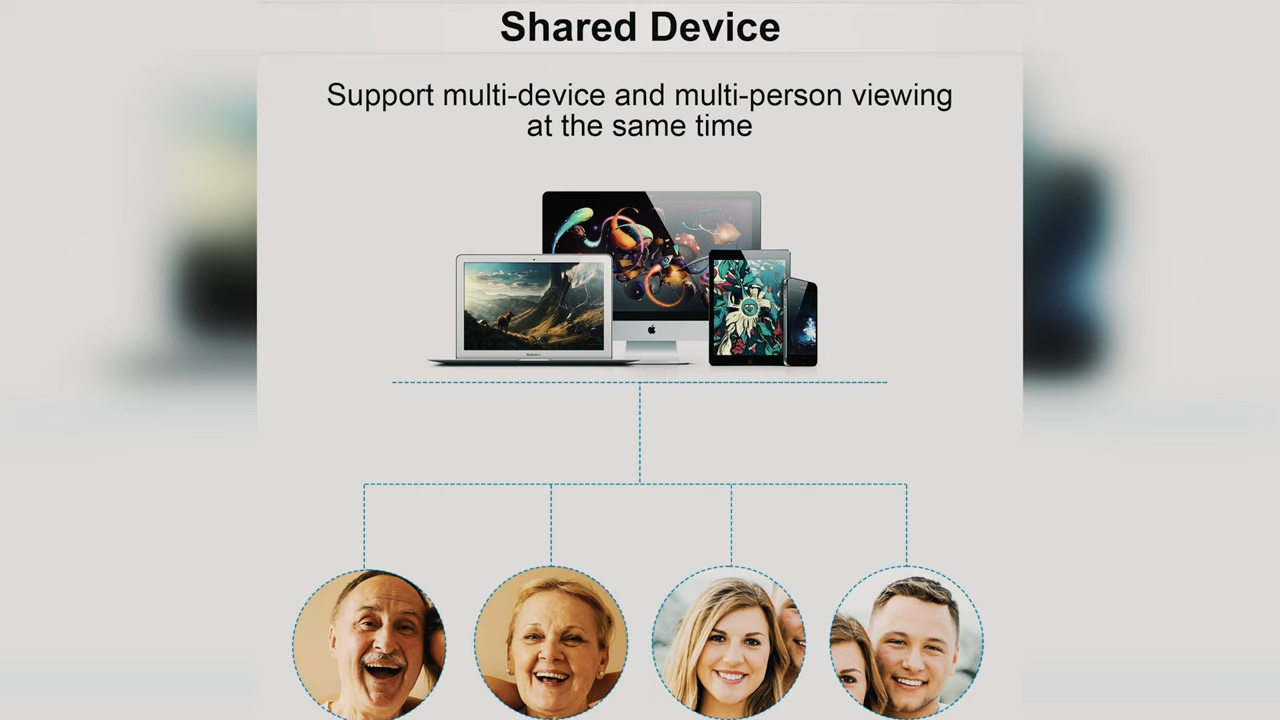 Shared Device
Support multi-device and multi-person viewing
at the same time